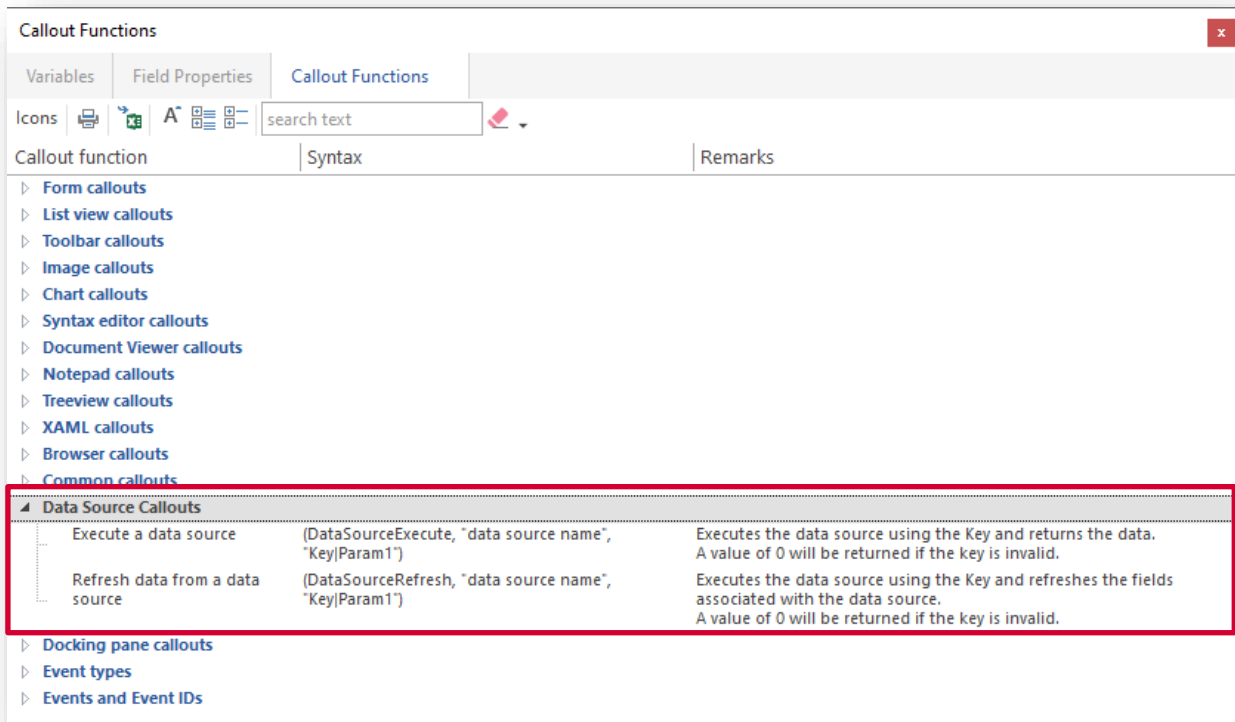 Callout Functions
x
Variables Field Properties Callout Functions
Icons A search text
Callout function Syntax Remarks
Form callouts
List view callouts
Toolbar callouts
Image callouts
Chart callouts
Syntax editor callouts
Document Viewer callouts
Notepad callouts
Treeview callouts
XAML callouts
Browser callouts
Common callouts
Data Source Callouts
Execute a data source (DataSourceExecute, "data source name", Executes the data source using the Key and returns the data.
"Key|Param1") A value of 0 will be returned if the key is invalid.
Refresh data from a data (DataSourceRefresh, "data source name", Executes the data source using the Key and refreshes the fields
source "Key|Param1") associated with the data source.
A value of 0 will be returned if the key is invalid.
Docking pane callouts
Event types
Events and Event IDs